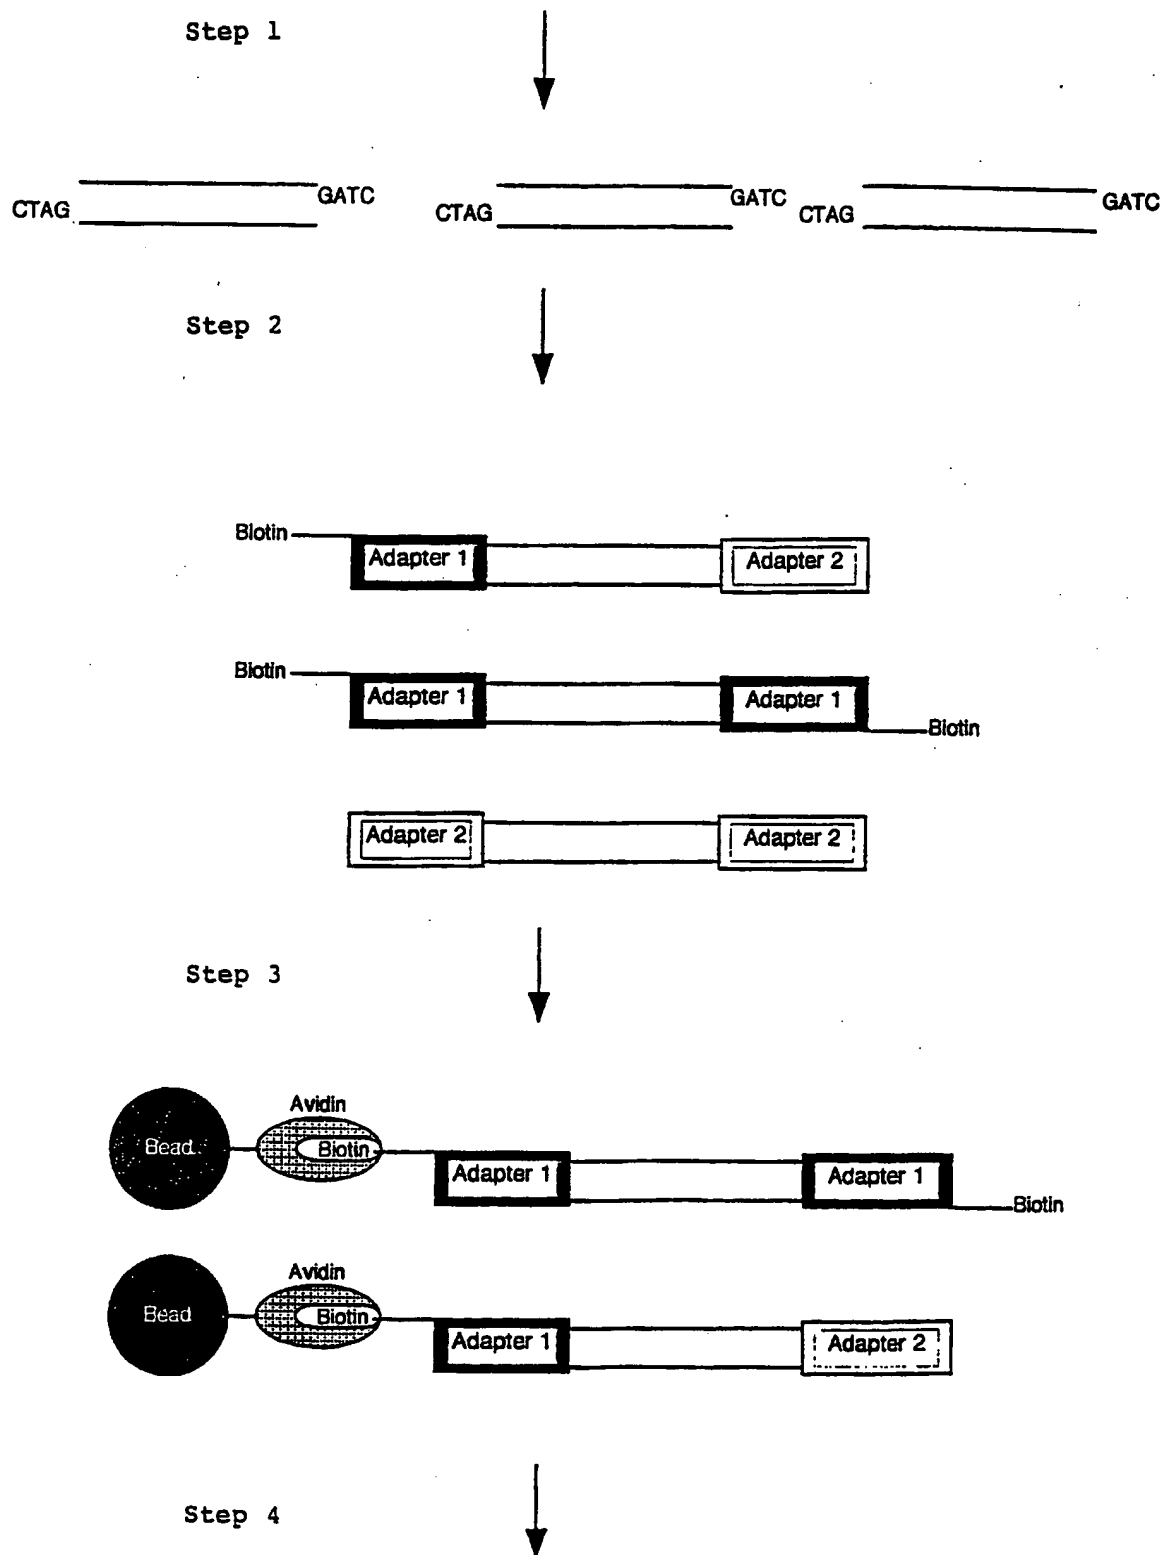 Step 1
CTAG GATC CTAG GATC CTAG GATC
Step 2
Biotin Adapter 1 Adapter 2
Biotin Adapter 1 Adapter 1 Biotin
Adapter 2 Adapter 2
Step 3
Avidin
Bead Biotin Adapter 1 Adapter 1 Biotin
Avidin
Bead Biotin Adapter 1 Adapter 2
Step 4